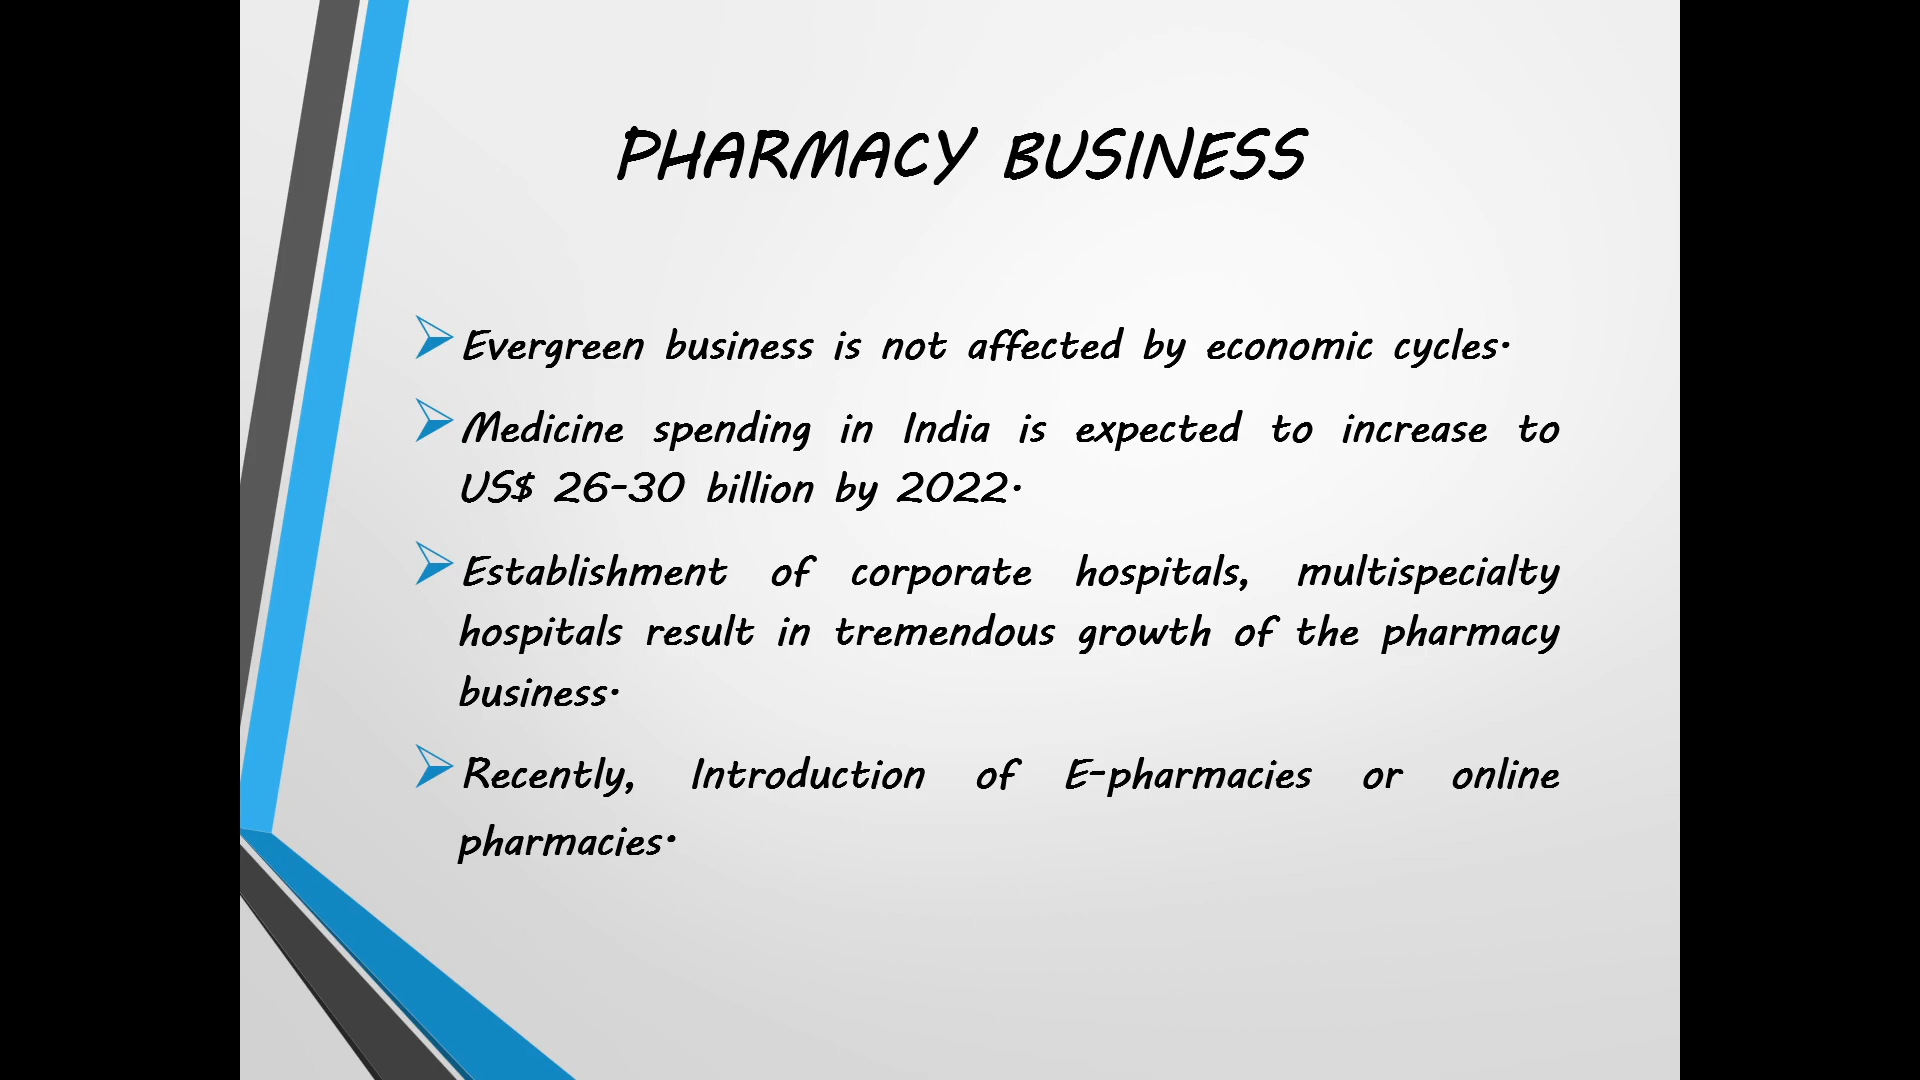 PHARMACY BUSINESS
Evergreen business is not affected by economic cycles.
Medicine spending in India is expected to increase to
US$ 26-30 billion by 2022.
Establishment of corporate hospitals, multispecialty
hospitals result in tremendous growth of the pharmacy
business.
Recently, Introduction of E-pharmacies or online
pharmacies.